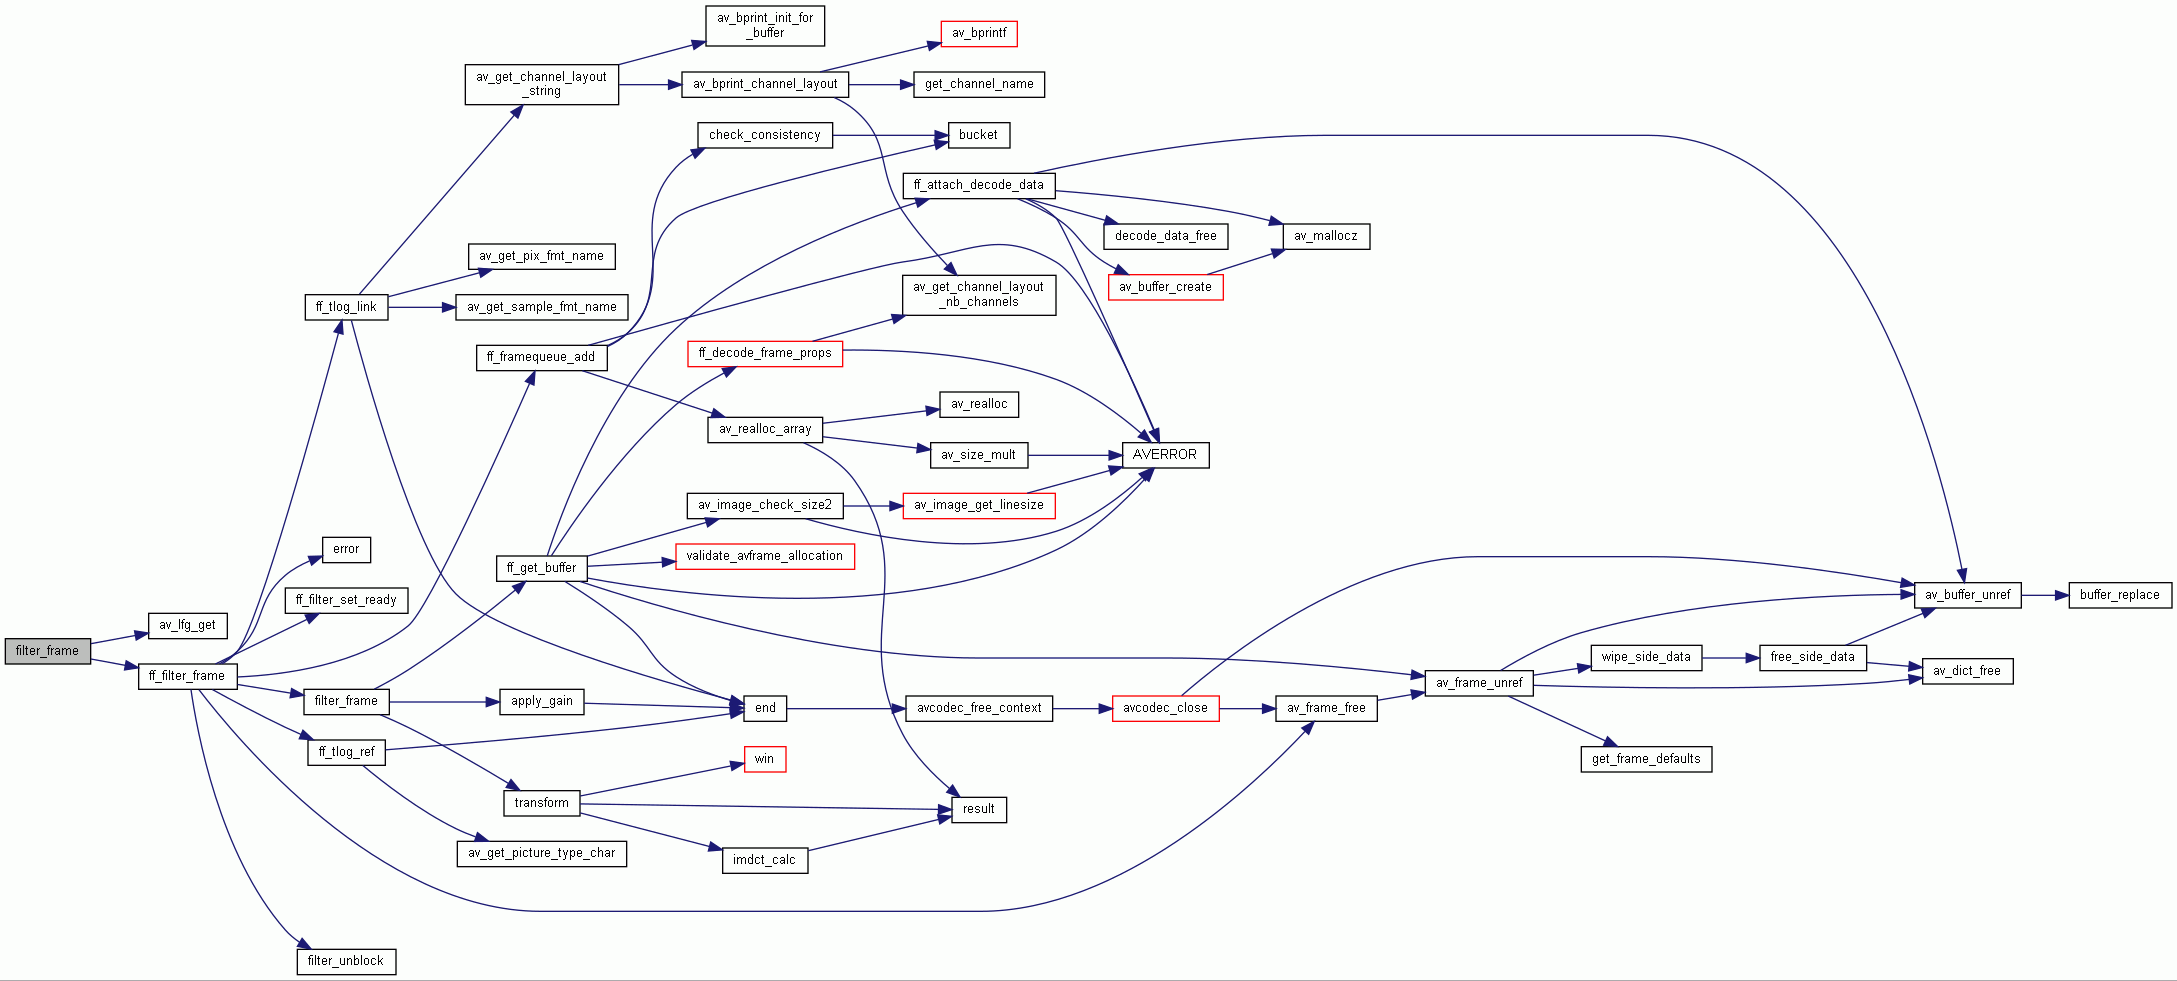 av_bprint_init_for
_buffer
av_bprintf
av_get_channel_layout
_string
av_bprint_channel_layout
get_channel_name
check_consistency
bucket
ff_attach_decode_data
decode_data_free
av_mallocz
av_get_pix_fmt_name
av_buffer_create
av_get_channel_layout
_nb_channels
ff_tlog_link
av_get_sample_fmt_name
ff_framequeue_add
ff_decode_frame_props
av_realloc
av_realloc_array
av_size_mult
AVERROR
av_image_check_size2
av_image_get_linesize
error
validate_avframe_allocation
ff_get_buffer
ff_filter_set_ready
av_buffer_unref
buffer_replace
av_lfg_get
filter_frame
ff_filter_frame
wipe_side_data
free_side_data
av_dict_free
av_frame_unref
filter_frame
apply_gain
end
avcodec_free_context
avcodec_close
av_frame_free
ff_tlog_ref
win
get_frame_defaults
transform
result
av_get_picture_type_char
imdct_calc
filter_unblock